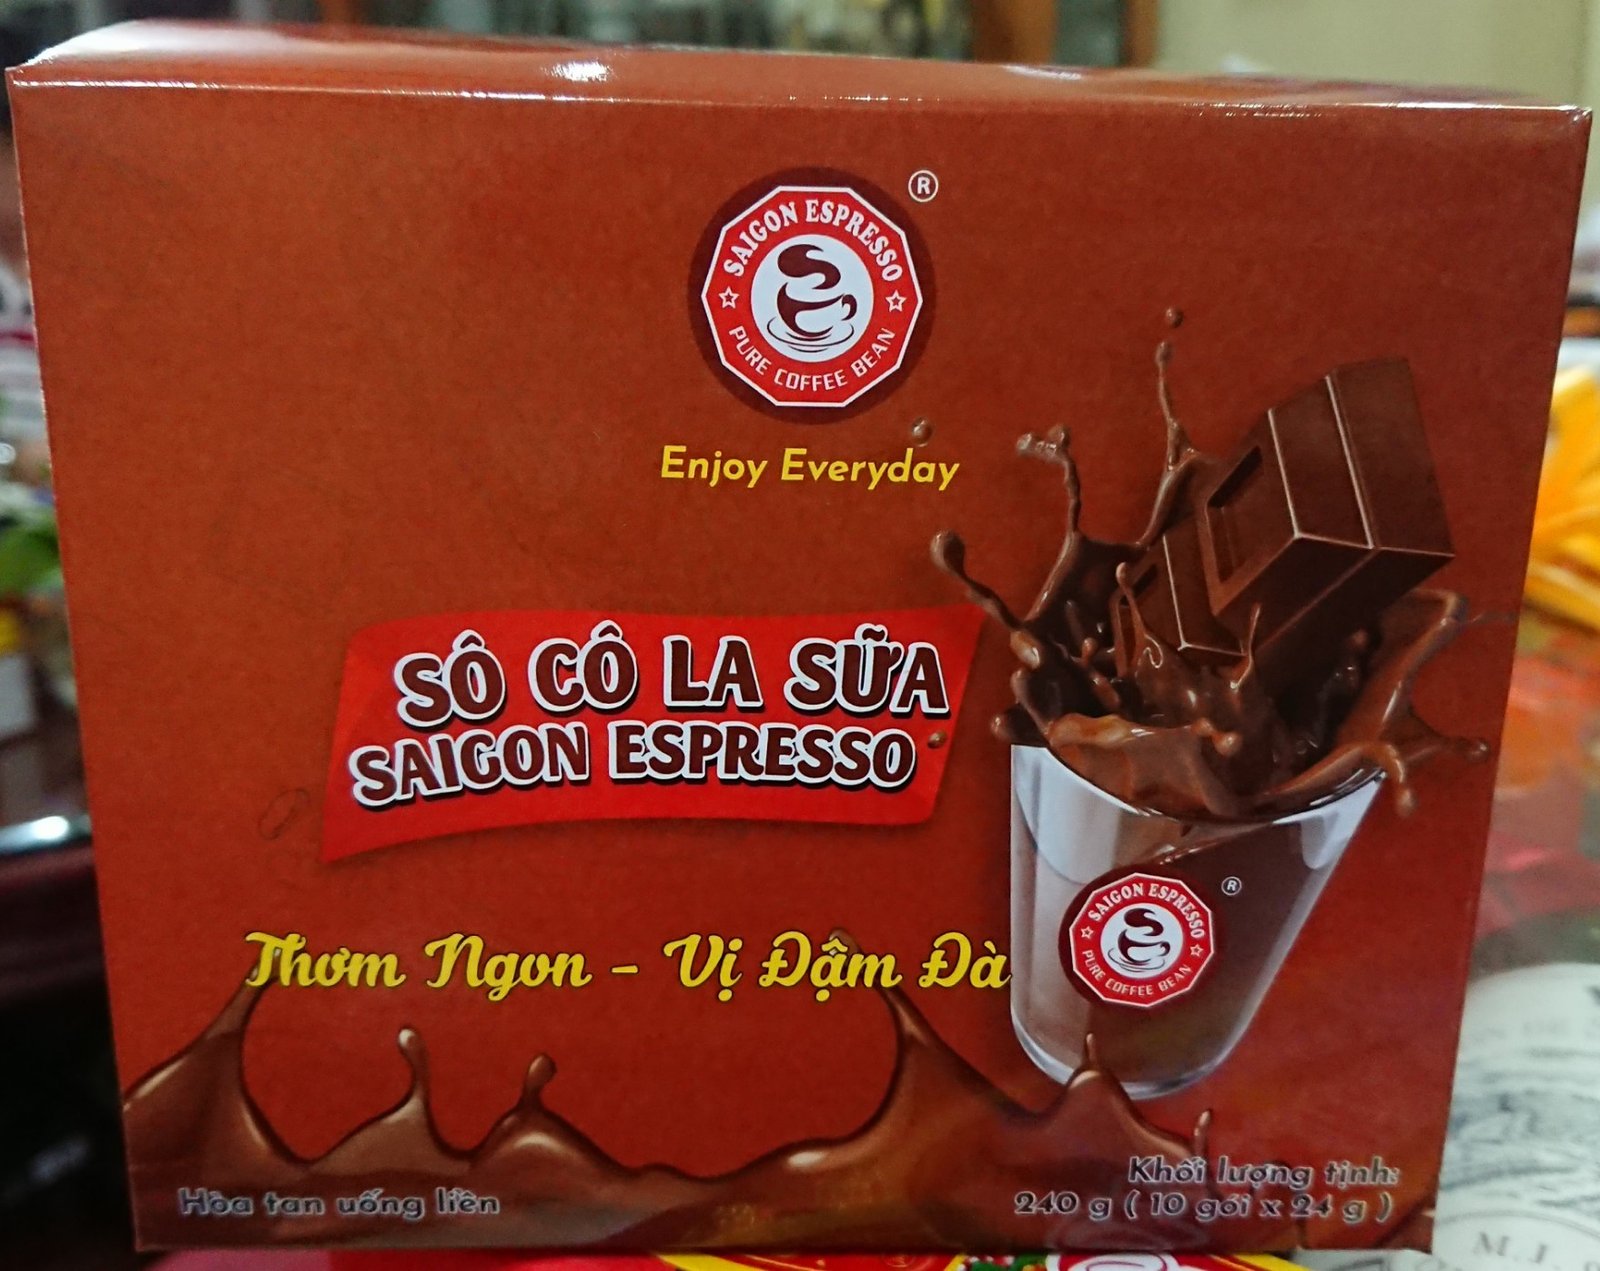 ®
SAIGON ESPRESSO
PURE COFFEE BEAN
Enjoy Everyday
SÔ CÔ LA SỮA
SAIGON ESPRESSO
Thơm Ngon - Vị Đậm Đà
®
SAIGON ESPRESSO
PURE COFFEE BEAN
Hòa tan uống liền
Khối lượng tịnh:
240 g ( 10 gói x 24 g )
M.J.